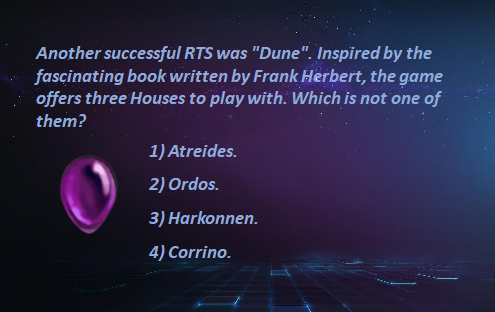 Another successful RTS was "Dune". Inspired by the
fascinating book written by Frank Herbert, the game
offers three Houses to play with. Which is not one of
them?
1) Atreides.
2) Ordos.
3) Harkonnen.
4) Corrino.